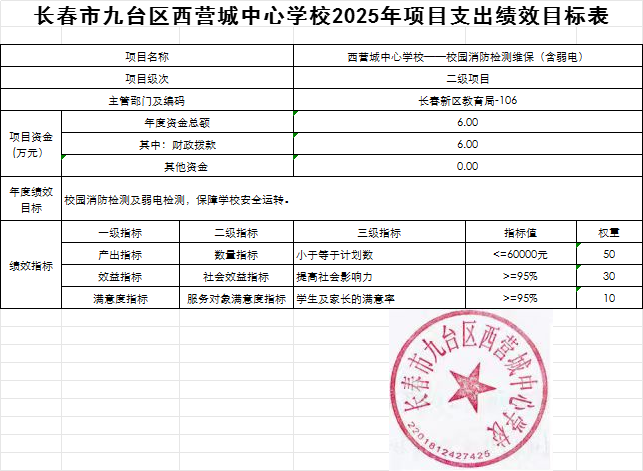 长春市九台区西营城中心学校2025年项目支出绩效目标表
项目名称 西营城中心学校——校园消防检测维保（含弱电）
项目级次 二级项目
主管部门及编码 长春新区教育局-106
项目资金（万元） 年度资金总额 6.00
其中：财政拨款 6.00
其他资金 0.00
年度绩效目标 校园消防检测及弱电检测，保障学校安全运转。
绩效指标 一级指标 二级指标 三级指标 指标值 权重
产出指标 数量指标 小于等于计划数 <=60000元 50
效益指标 社会效益指标 提高社会影响力 >=95% 30
满意度指标 服务对象满意度指标 学生及家长的满意率 >=95% 10
长春市九台区西营城中心学校
2201812427425